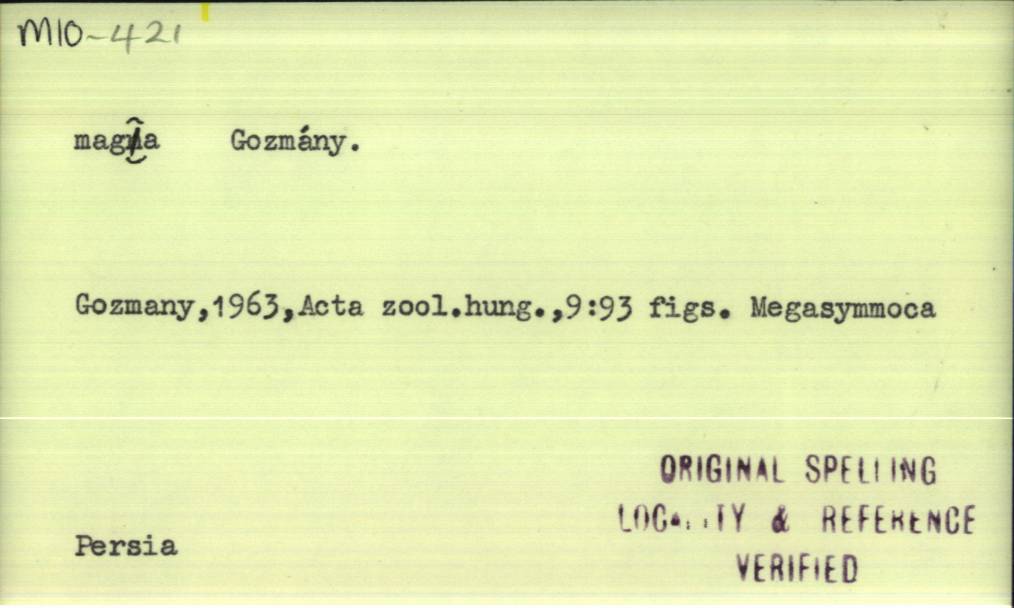 M10-421
magna Gozmány.
Gozmany,1963,Acta zool.hung.,9:93 figs. Megasymmoca
ORIGINAL SPELLING
LOCALITY & REFERENCE
Persia
VERIFIED